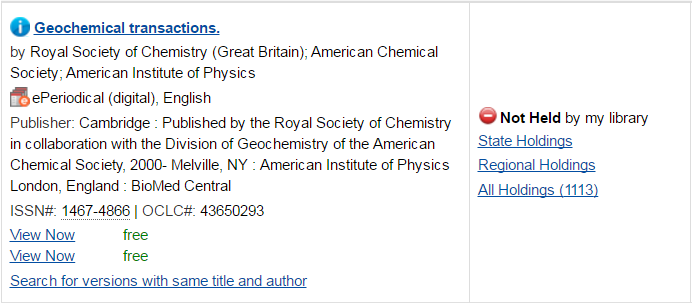 Geochemical transactions.
by Royal Society of Chemistry (Great Britain); American Chemical
Society; American Institute of Physics
ePeriodical (digital), English
Publisher: Cambridge : Published by the Royal Society of Chemistry
in collaboration with the Division of Geochemistry of the American
Chemical Society, 2000- Melville, NY : American Institute of Physics
London, England : BioMed Central
ISSN#: 1467-4866 | OCLC#: 43650293
View Now free
View Now free
Search for versions with same title and author
Not Held by my library
State Holdings
Regional Holdings
All Holdings (1113)